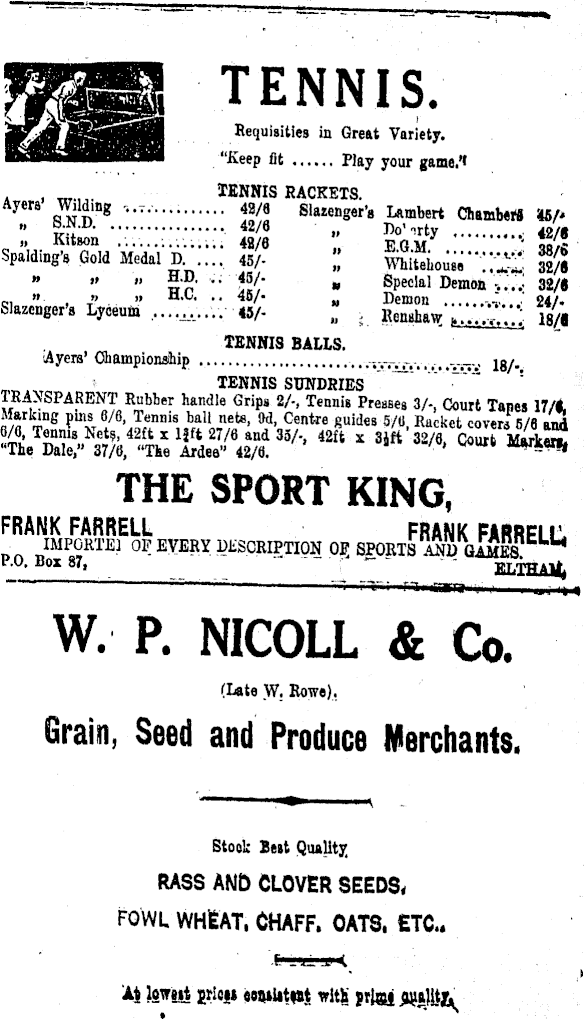 TENNIS.
Requisities in Great Variety.
"Keep fit ...... Play your game."
TENNIS RACKETS.
Ayers' Wilding ............. 42/6
„ S.N.D. ............. 42/6
„ Kitson ............. 42/6
Spalding's Gold Medal D. .... 45/-
„ „ „ H.D. .. 45/-
„ „ „ H.C. .. 45/-
Slazenger's Lyceum .......... 45/-
Slazenger's Lambert Chambers 45/-
„ Do'erty .......... 42/6
„ E.G.M. .......... 38/6
„ Whitehouse ....... 32/6
„ Special Demon .... 32/6
„ Demon .......... 24/-
„ Renshaw .......... 18/6
TENNIS BALLS.
Ayers' Championship .......................................... 18/-.
TENNIS SUNDRIES
TRANSPARENT Rubber handle Grips 2/-, Tennis Presses 3/-, Court Tapes 17/6,
Marking pins 6/6, Tennis ball nets, 9d, Centre guides 5/6, Racket covers 5/6 and
6/6, Tennis Nets, 42ft x 1¾ft 27/6 and 35/-, 42ft x 3½ft 32/6, Court Markers,
"The Dale," 37/6, "The Ardee" 42/6.
THE SPORT KING,
FRANK FARRELL FRANK FARRELL,
IMPORTE] OF EVERY DESCRIPTION OF SPORTS AND GAMES.
P.O. Box 87, ELTHAM,
W. P. NICOLL & Co.
(Late W. Rowe).
Grain, Seed and Produce Merchants.
Stock Best Quality
RASS AND CLOVER SEEDS,
FOWL WHEAT, CHAFF, OATS, ETC.,
At lowest prices consistent with prime quality.